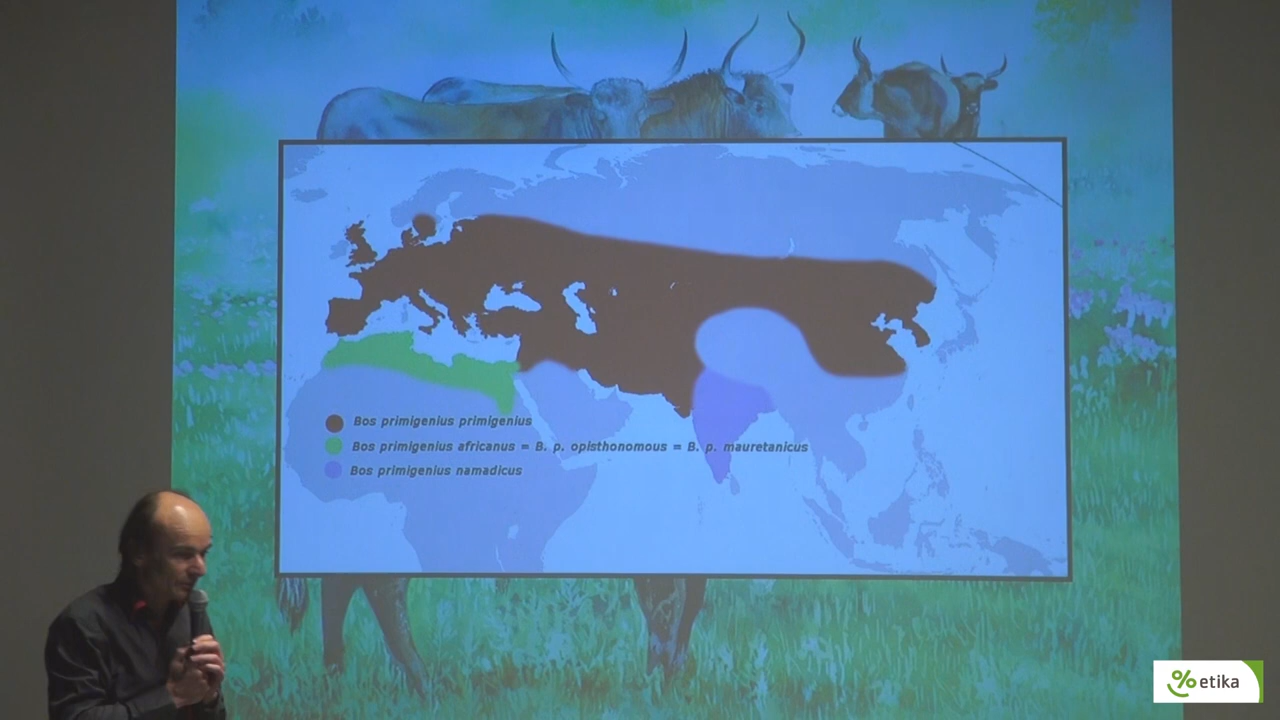 Bos primigenius primigenius
Bos primigenius africanus = B. p. opisthonomous = B. p. mauretanicus
Bos primigenius namadicus
% etika